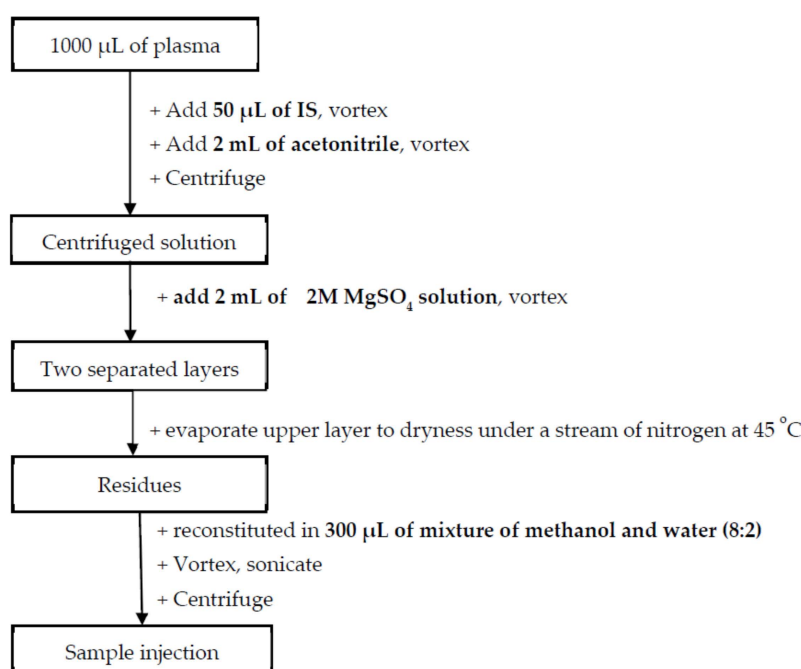 1000 μL of plasma
+ Add 50 μL of IS, vortex
+ Add 2 mL of acetonitrile, vortex
+ Centrifuge
Centrifuged solution
+ add 2 mL of 2M MgSO₄ solution, vortex
Two separated layers
+ evaporate upper layer to dryness under a stream of nitrogen at 45 °C
Residues
+ reconstituted in 300 μL of mixture of methanol and water (8:2)
+ Vortex, sonicate
+ Centrifuge
Sample injection